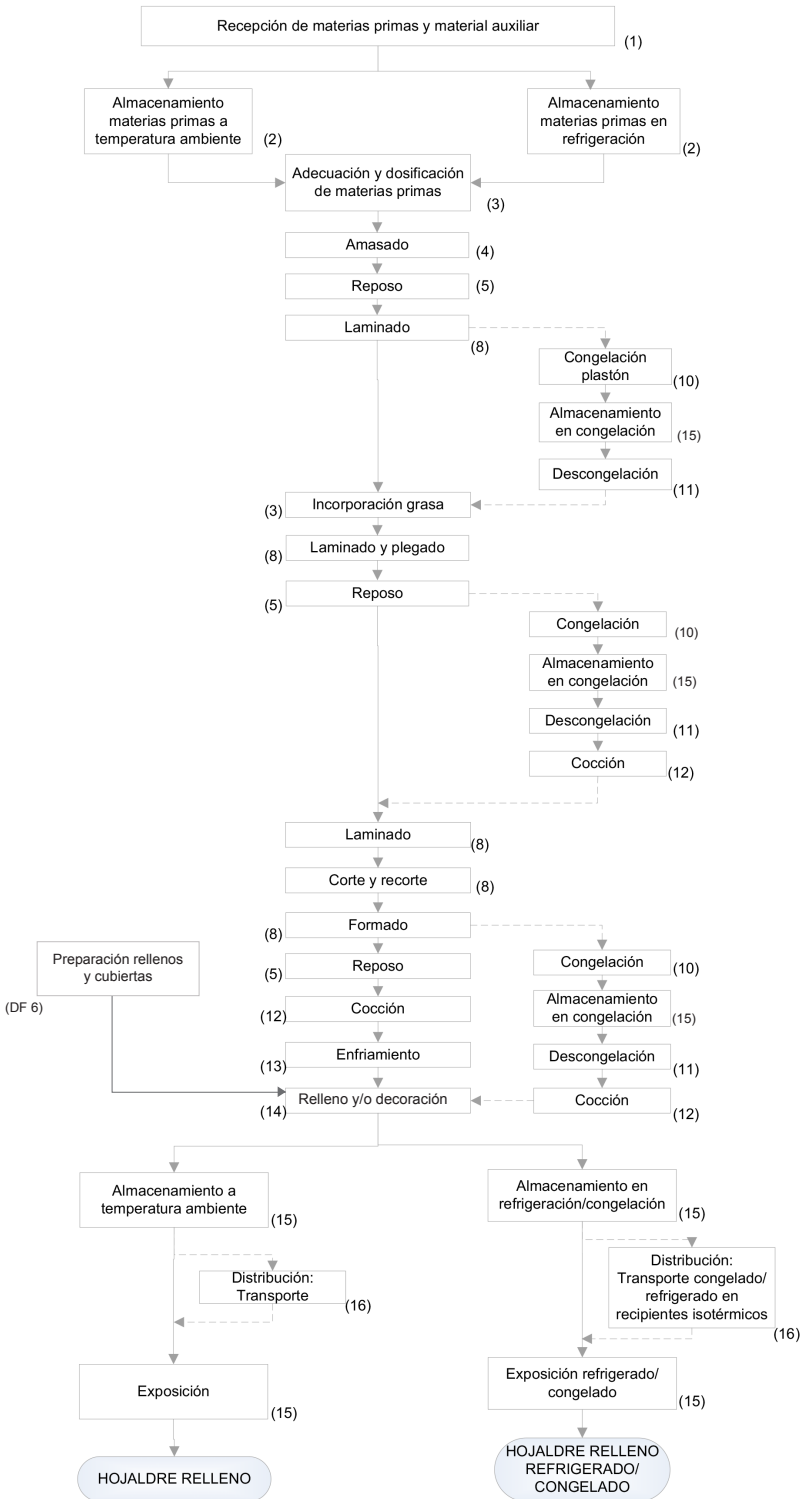 Recepción de materias primas y material auxiliar
(1)
Almacenamiento
materias primas a
temperatura ambiente
(2)
Almacenamiento
materias primas en
refrigeración
(2)
Adecuación y dosificación
de materias primas
(3)
Amasado
(4)
Reposo
(5)
Laminado
(8)
Congelación
plastón
(10)
Almacenamiento
en congelación
(15)
Descongelación
(11)
Incorporación grasa
(3)
Laminado y plegado
(8)
Reposo
(5)
Congelación
(10)
Almacenamiento
en congelación
(15)
Descongelación
(11)
Cocción
(12)
Laminado
(8)
Corte y recorte
(8)
Formado
(8)
Preparación rellenos
y cubiertas
(DF 6)
Reposo
(5)
Cocción
(12)
Enfriamiento
(13)
Relleno y/o decoración
(14)
Congelación
(10)
Almacenamiento
en congelación
(15)
Descongelación
(11)
Cocción
(12)
Almacenamiento a
temperatura ambiente
(15)
Distribución:
Transporte
(16)
Exposición
(15)
HOJALDRE RELLENO
Almacenamiento en
refrigeración/congelación
(15)
Distribución:
Transporte congelado/
refrigerado en
recipientes isotérmicos
(16)
Exposición refrigerado/
congelado
(15)
HOJALDRE RELLENO
REFRIGERADO/
CONGELADO